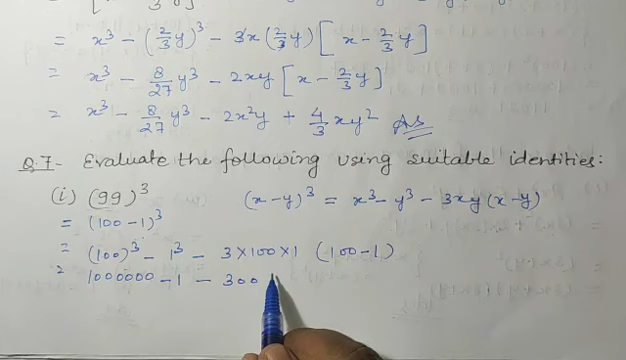 = x³ - (2/3 y)³ - 3x(2/3 y) [x - 2/3 y]
= x³ - 8/27 y³ - 2xy [x - 2/3 y]
= x³ - 8/27 y³ - 2x²y + 4/3 xy² As
Q.7- Evaluate the following using suitable identities:
(i) (99)³ (x-y)³ = x³ - y³ - 3xy(x-y)
= (100-1)³
= (100)³ - 1³ - 3×100×1 (100-1)
= 1000000 - 1 - 300